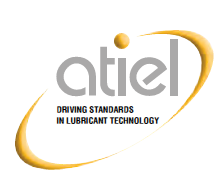 atiel
DRIVING STANDARDS
IN LUBRICANT TECHNOLOGY